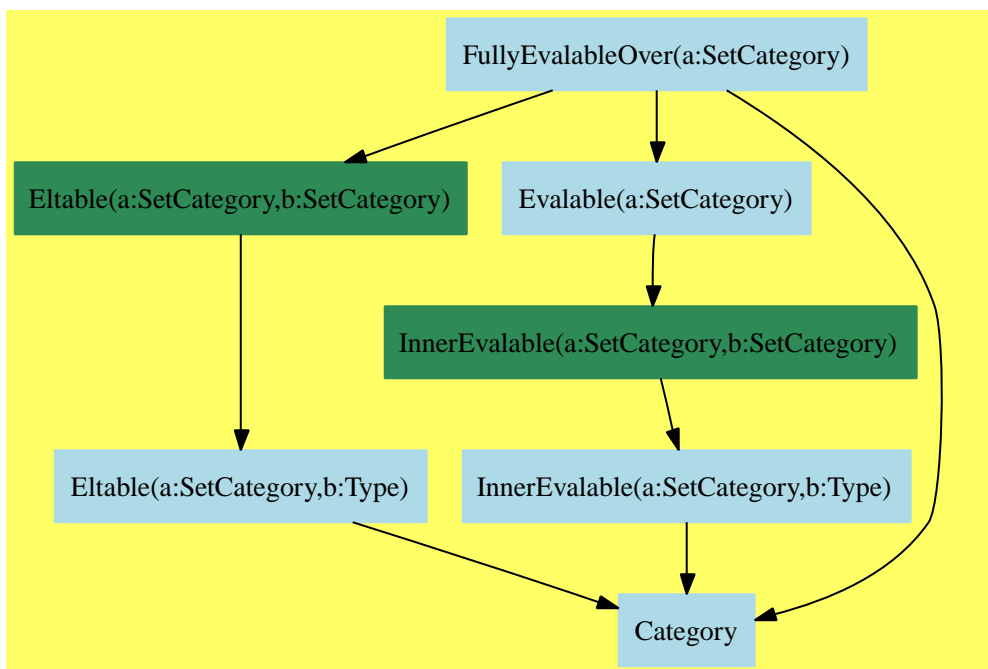 FullyEvalableOver(a:SetCategory)
Eltable(a:SetCategory,b:SetCategory)
Evalable(a:SetCategory)
InnerEvalable(a:SetCategory,b:SetCategory)
Eltable(a:SetCategory,b:Type)
InnerEvalable(a:SetCategory,b:Type)
Category